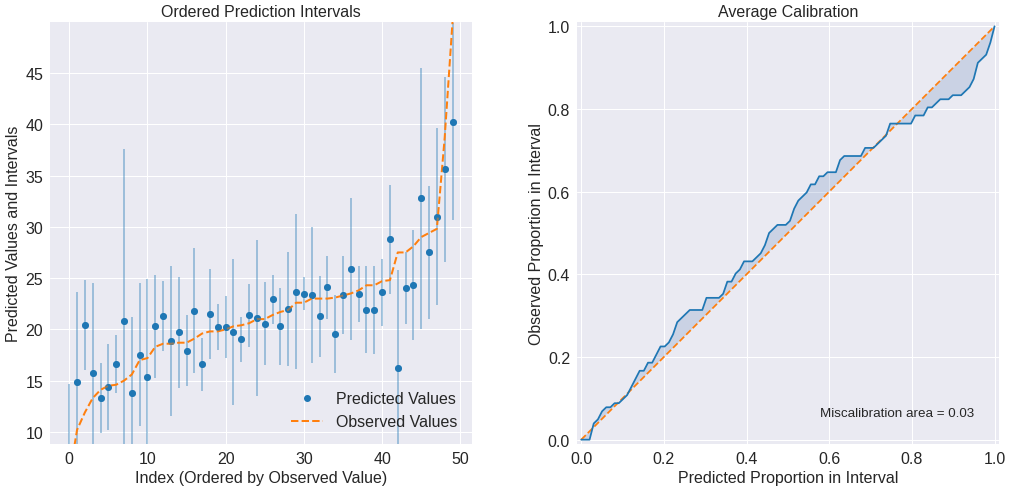 Ordered Prediction Intervals
Predicted Values and Intervals
45
40
35
30
25
20
15
10
Predicted Values
Observed Values
0
10
20
30
40
50
Index (Ordered by Observed Value)
Average Calibration
Observed Proportion in Interval
1.0
0.8
0.6
0.4
0.2
0.0
Miscalibration area = 0.03
0.0
0.2
0.4
0.6
0.8
1.0
Predicted Proportion in Interval